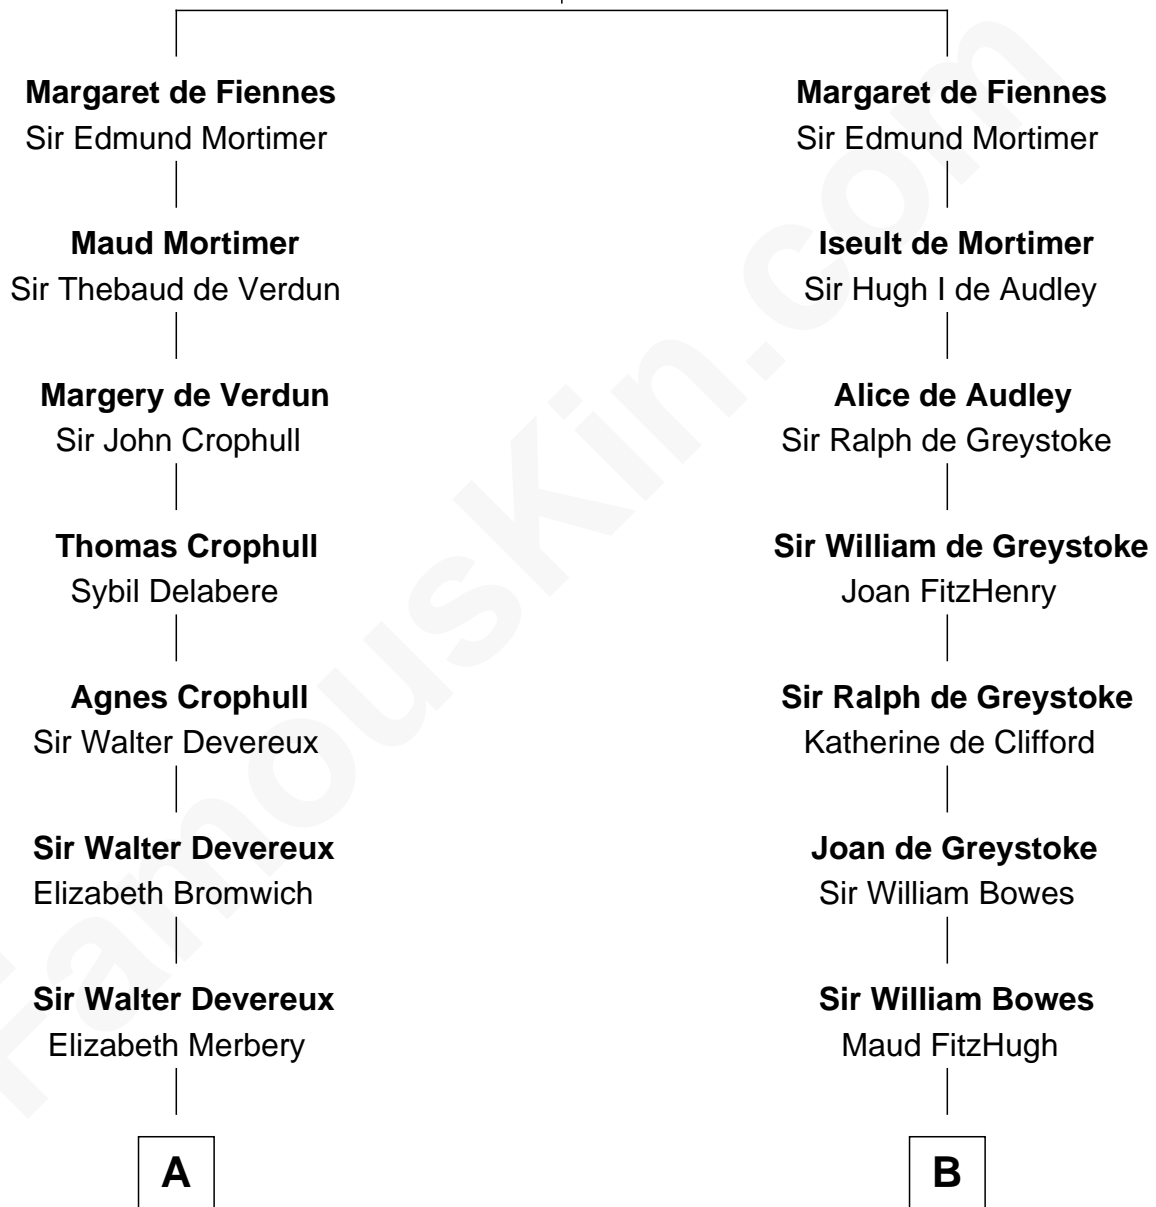 Margaret de Fiennes
Sir Edmund Mortimer
Maud Mortimer
Sir Thebaud de Verdun
Margery de Verdun
Sir John Crophull
Thomas Crophull
Sybil Delabere
Agnes Crophull
Sir Walter Devereux
Sir Walter Devereux
Elizabeth Bromwich
Sir Walter Devereux
Elizabeth Merbery
A
Margaret de Fiennes
Sir Edmund Mortimer
Iseult de Mortimer
Sir Hugh I de Audley
Alice de Audley
Sir Ralph de Greystoke
Sir William de Greystoke
Joan FitzHenry
Sir Ralph de Greystoke
Katherine de Clifford
Joan de Greystoke
Sir William Bowes
Sir William Bowes
Maud FitzHugh
B
FamousKin.com